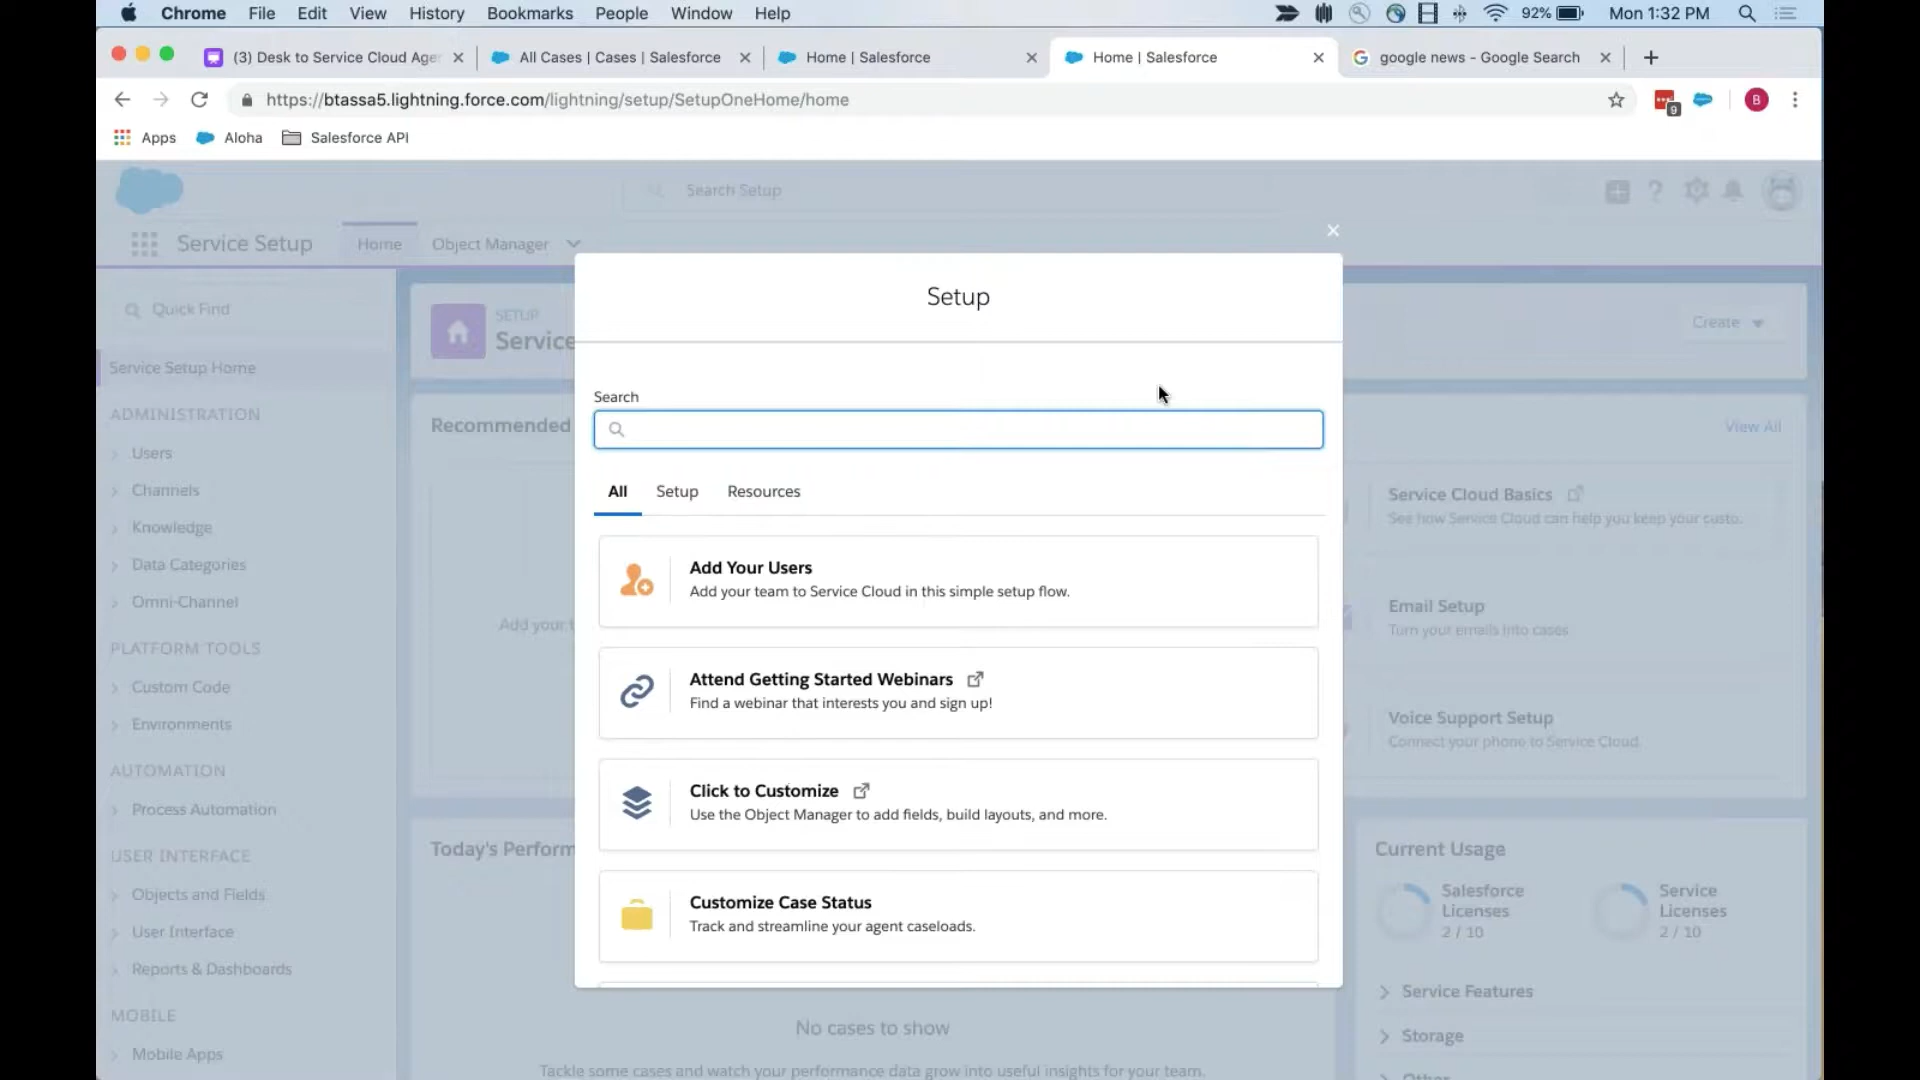 Chrome File Edit View History Bookmarks People Window Help 92% Mon 1:32 PM
(3) Desk to Service Cloud Age
All Cases | Cases | Salesforce
Home | Salesforce
Home | Salesforce
google news - Google Search
https://btassa5.lightning.force.com/lightning/setup/SetupOneHome/home
9
B
Apps Aloha Salesforce API
Search Setup
Service Setup Home Object Manager
Quick Find
Service Setup Home
ADMINISTRATION
Users
Channels
Knowledge
Data Categories
Omni-Channel
PLATFORM TOOLS
Custom Code
Environments
AUTOMATION
Process Automation
USER INTERFACE
Objects and Fields
User Interface
Reports & Dashboards
MOBILE
Mobile Apps
SETUP
Service
Create
Recommended
View All
Add your t
Setup
Search
All Setup Resources
Add Your Users
Add your team to Service Cloud in this simple setup flow.
Attend Getting Started Webinars
Find a webinar that interests you and sign up!
Click to Customize
Use the Object Manager to add fields, build layouts, and more.
Customize Case Status
Track and streamline your agent caseloads.
Service Cloud Basics
See how Service Cloud can help you keep your custo.
Email Setup
Turn your emails into cases
Voice Support Setup
Connect your phone to Service Cloud.
Today's Perform
No cases to show
Tackle some cases and watch your performance data grow into useful insights for your team.
Current Usage
Salesforce
Licenses
2 / 10
Service
Licenses
2 / 10
Service Features
Storage
Other